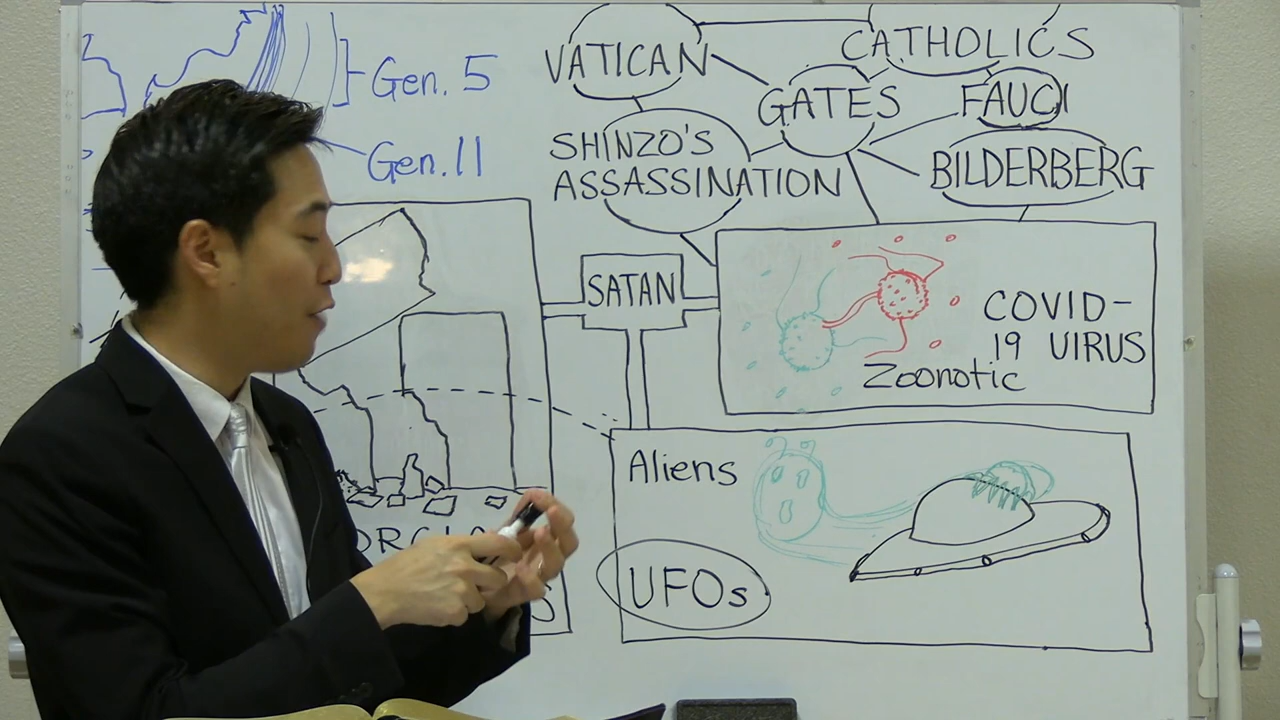 Gen. 5
Gen. 11
VATICAN
CATHOLICS
GATES
FAUCI
SHINZO'S
ASSASSINATION
BILDERBERG
SATAN
COVID-
19 VIRUS
Zoonotic
Aliens
UFOs